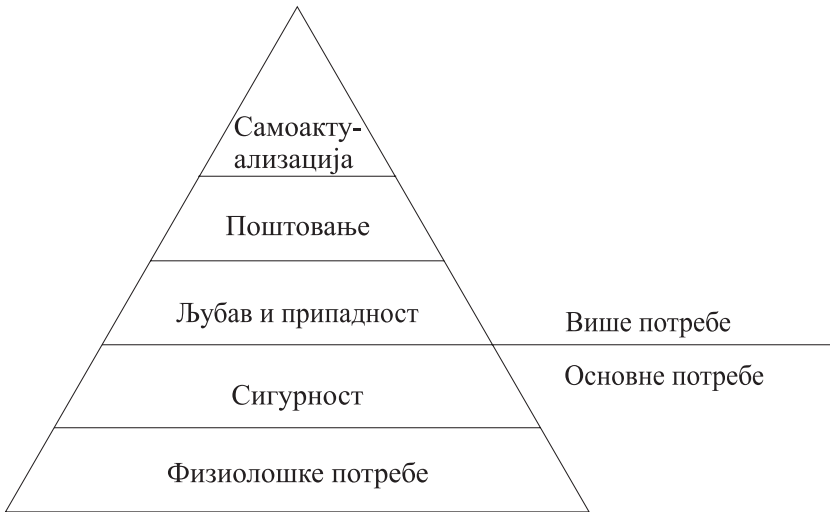 Самоакту-
ализација
Поштовање
Љубав и припадност
Више потребе
Основне потребе
Сигурност
Физиолошке потребе